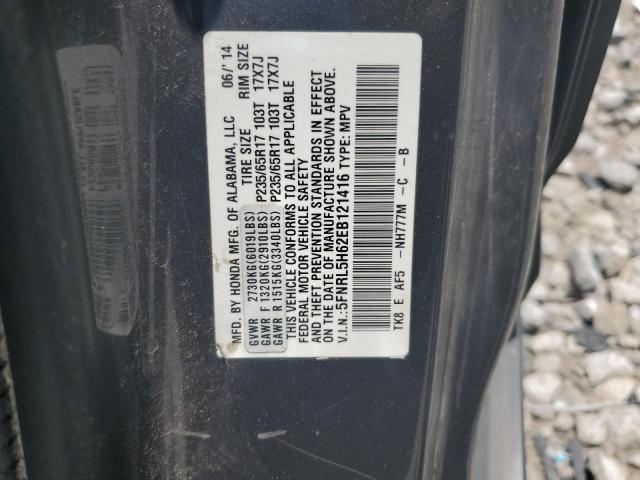 MFD. BY HONDA MFG. OF ALABAMA, LLC 06/'14
TIRE SIZE RIM SIZE
GVWR 2730KG(6019LBS)
GAWR F 1320KG(2910LBS) P235/65R17 103T 17X7J
GAWR R 1515KG(3340LBS) P235/65R17 103T 17X7J
THIS VEHICLE CONFORMS TO ALL APPLICABLE
FEDERAL MOTOR VEHICLE SAFETY
AND THEFT PREVENTION STANDARDS IN EFFECT
ON THE DATE OF MANUFACTURE SHOWN ABOVE.
V.I.N.: 5FNRL5H62EB121416 TYPE: MPV
TK8 E AF5 -NH777M -C -B